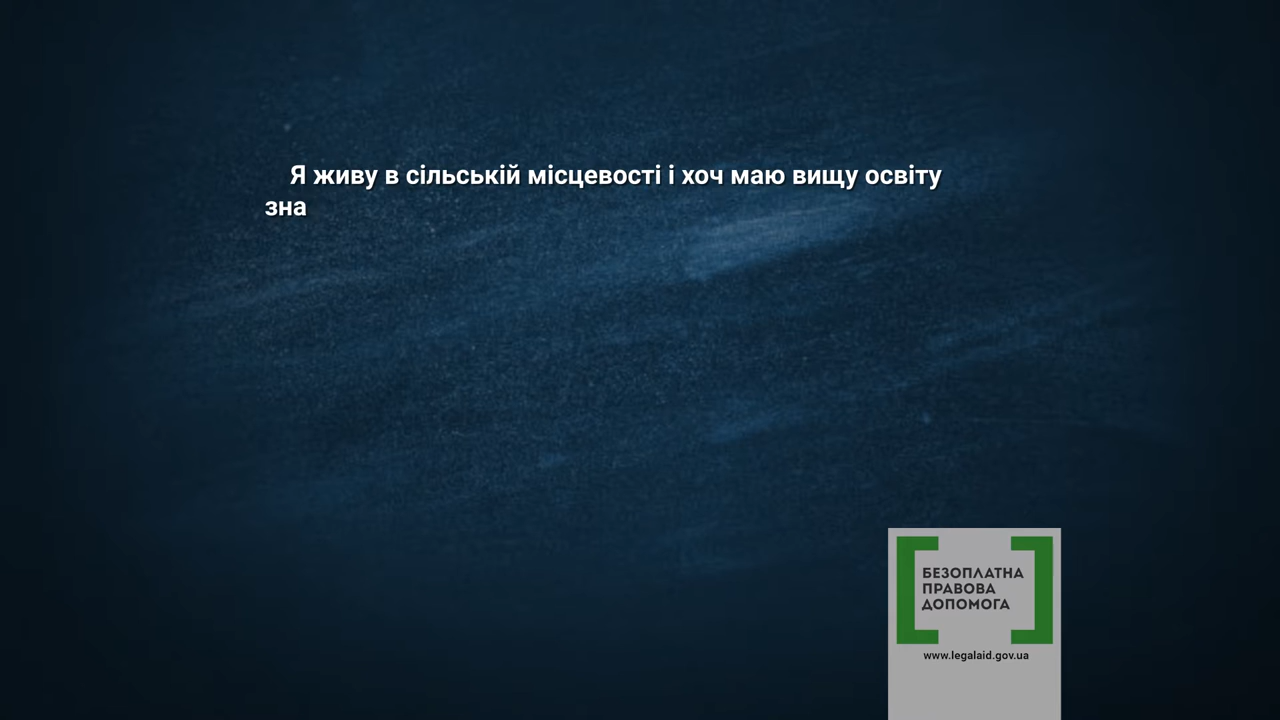 Я живу в сільській місцевості і хоч маю вищу освіту
зна
БЕЗОПЛАТНА
ПРАВОВА
ДОПОМОГА
www.legalaid.gov.ua